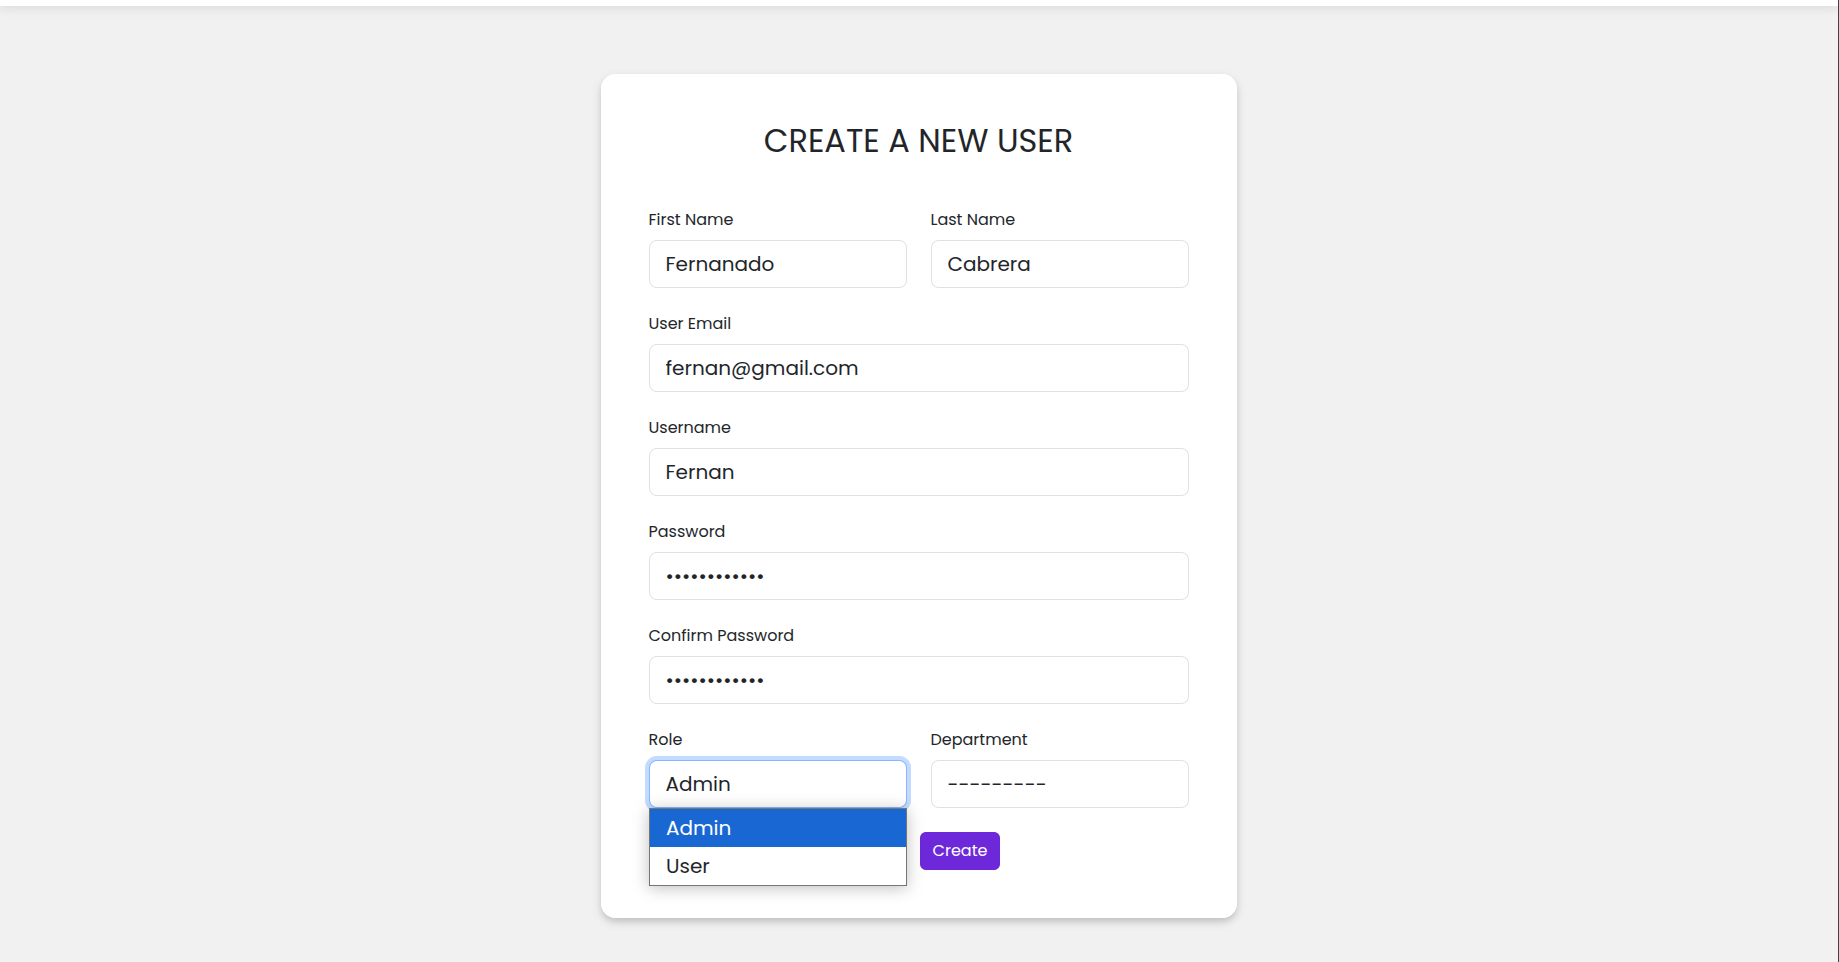 CREATE A NEW USER
First Name Last Name
Fernanado Cabrera
User Email
fernan@gmail.com
Username
Fernan
Password
••••••••••••
Confirm Password
••••••••••••
Role Department
Admin ---------
Admin
Create
User